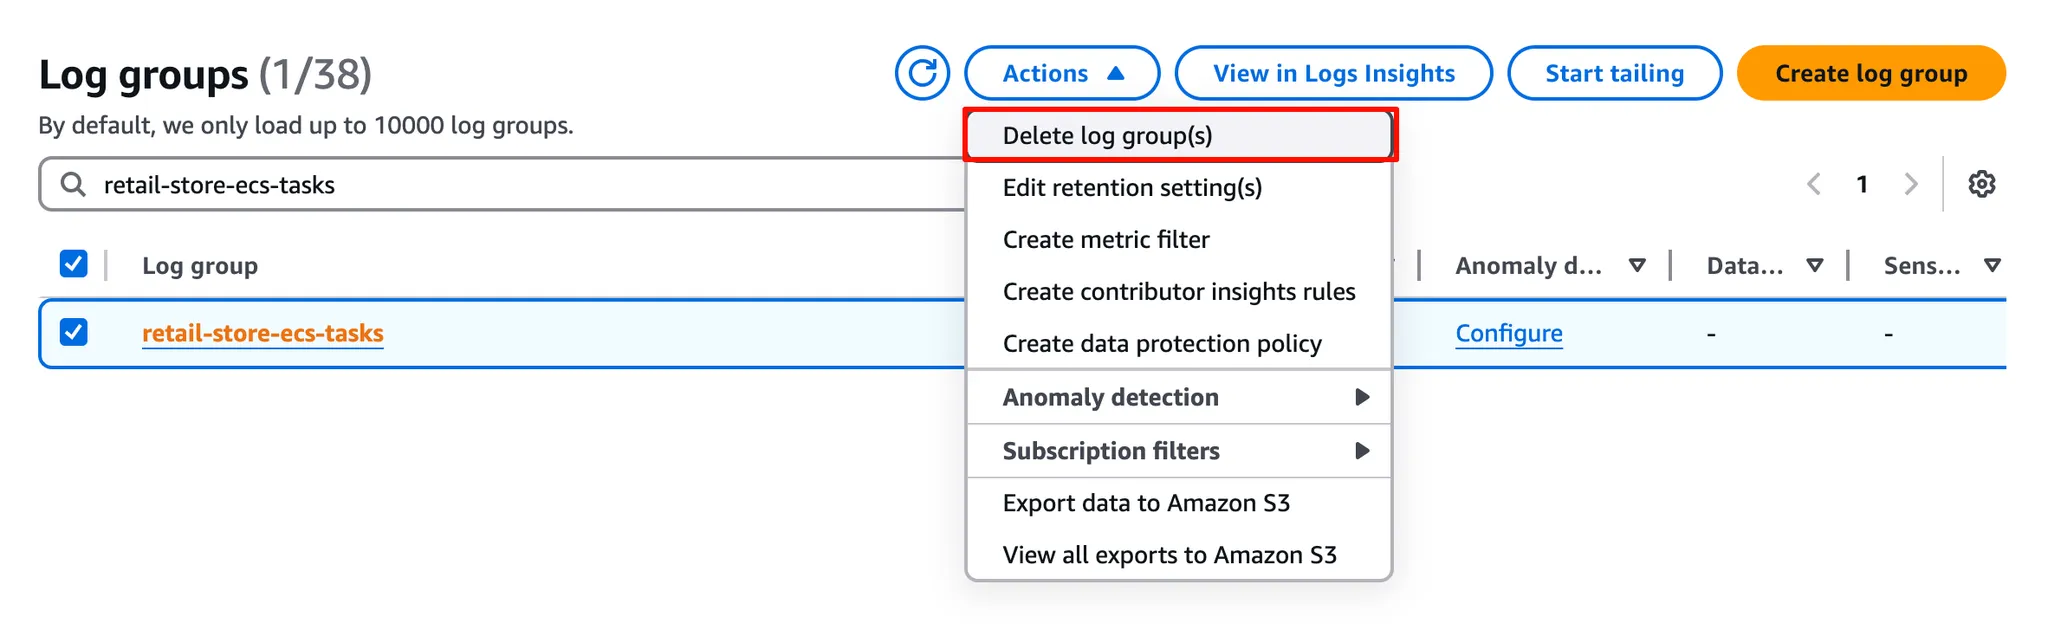 Log groups (1/38)
Actions
View in Logs Insights
Start tailing
Create log group
By default, we only load up to 10000 log groups.
retail-store-ecs-tasks
1
Delete log group(s)
Edit retention setting(s)
Create metric filter
Create contributor insights rules
Create data protection policy
Anomaly detection
Subscription filters
Export data to Amazon S3
View all exports to Amazon S3
Log group
Anomaly d...
Data...
Sens...
retail-store-ecs-tasks
Configure
-
-